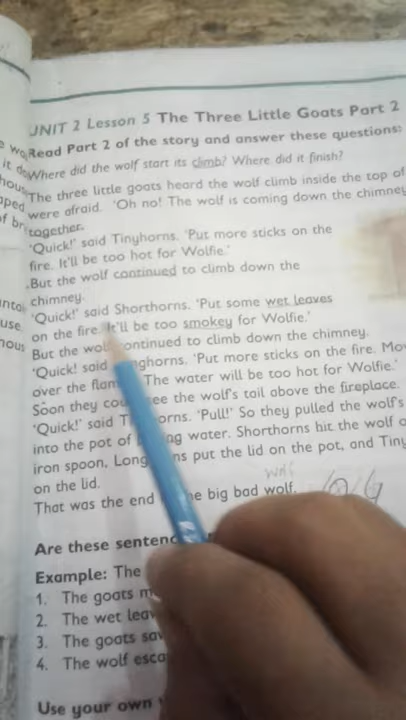 UNIT 2 Lesson 5 The Three Little Goats Part 2
Read Part 2 of the story and answer these questions:
Where did the wolf start its climb? Where did it finish?
The three little goats heard the wolf climb inside the top of
were afraid. 'Oh no! The wolf is coming down the chimney
together.
'Quick!' said Tinyhorns. 'Put more sticks on the
fire. It'll be too hot for Wolfie.'
But the wolf continued to climb down the
chimney.
'Quick!' said Shorthorns. 'Put some wet leaves
on the fire. It'll be too smokey for Wolfie.'
But the wolf continued to climb down the chimney.
'Quick! said nghorns. 'Put more sticks on the fire. Mo
over the flam The water will be too hot for Wolfie.'
Soon they cou ee the wolf's tail above the fireplace.
'Quick!' said T orns. 'Pull!' So they pulled the wolf's
into the pot of ng water. Shorthorns hit the wolf
iron spoon, Long ns put the lid on the pot, and Tiny
on the lid.
wolf
That was the end he big bad wolf.
Are these sentenc
Example: The
1. The goats m
2. The wet leav
3. The goats sav
4. The wolf esca
Use your own